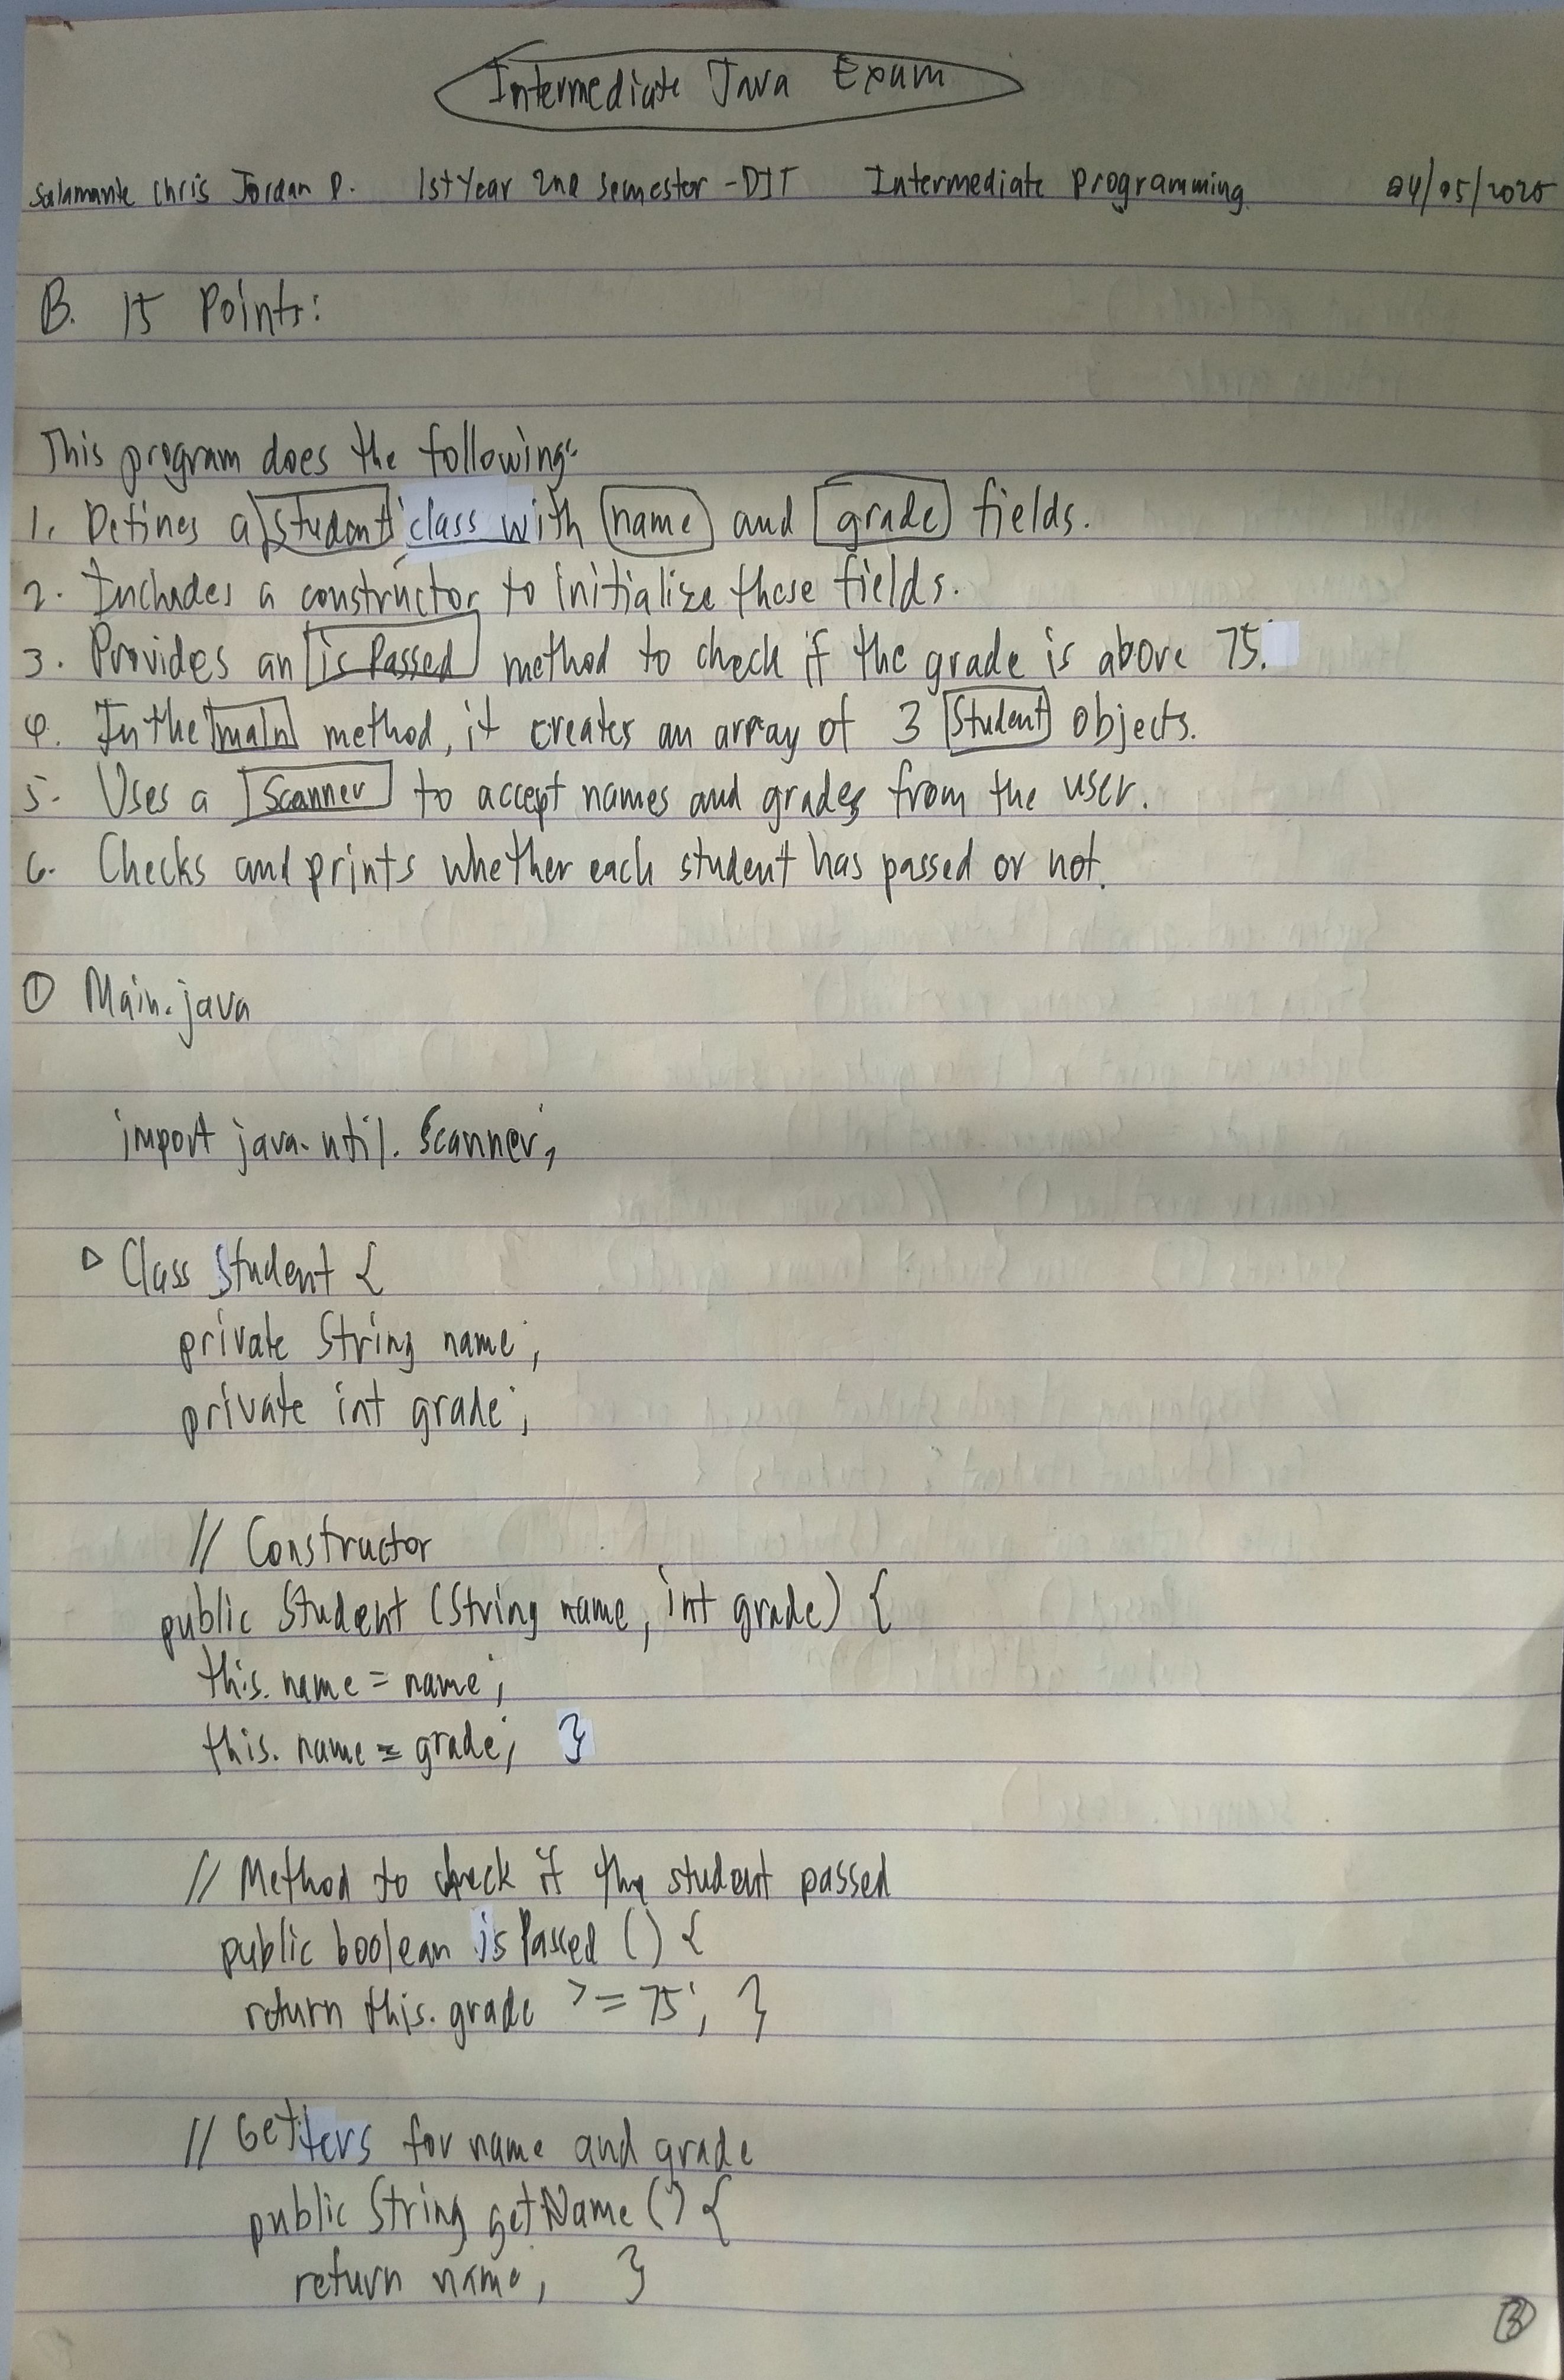 Intermediate Java Exam
Salamante Chris Jordan P. 1st Year 2nd Semester - DIT Intermediate programming 04/05/2025
B. 15 Points:
This program does the following:
1. Defines a Student class with name and grade fields.
2. Includes a constructor to initialize these fields.
3. Provides an is Passed method to check if the grade is above 75.
4. In the main method, it creates an array of 3 Student objects.
5. Uses a Scanner to accept names and grades from the user.
6. Checks and prints whether each student has passed or not.
① Main.java
import java.util.Scanner;
▷ Class Student {
private String name;
private int grade;
// Constructor
public Student (String name, int grade) {
this.name = name;
this.name = grade; }
// Method to check if the student passed
public boolean isPassed () {
return this.grade >= 75; }
// Getters for name and grade
public String getName () {
return name; }
③